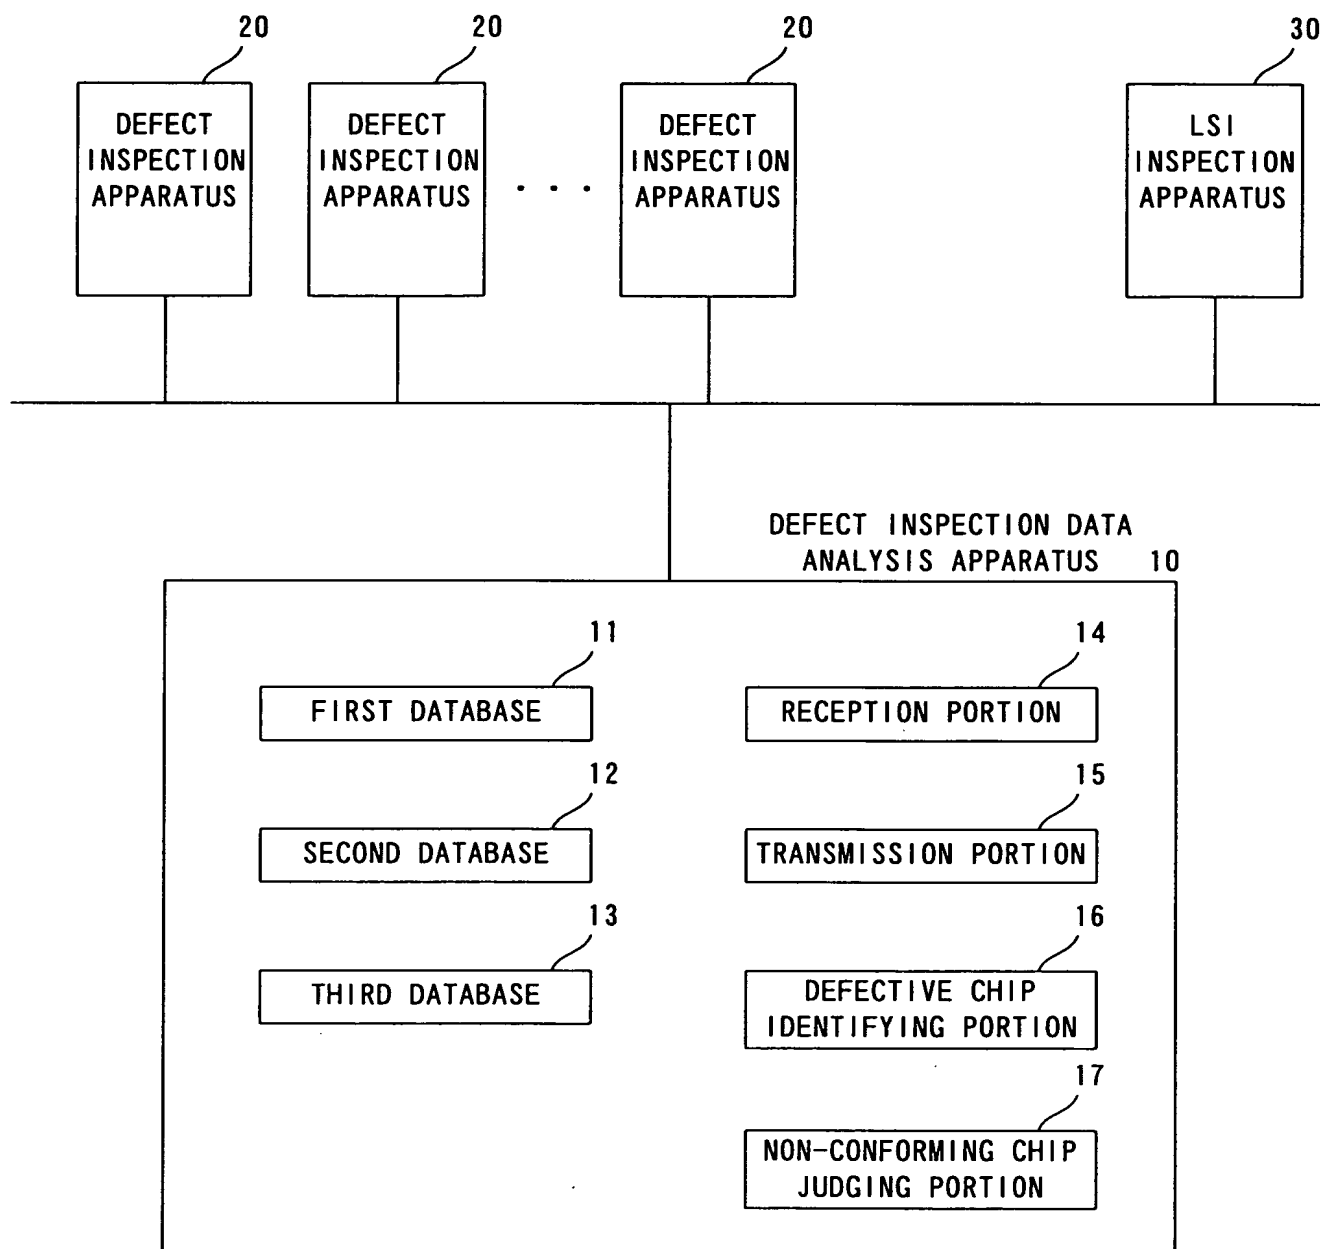 20
20
20
30
DEFECT
INSPECTION
APPARATUS
DEFECT
INSPECTION
APPARATUS
. . .
DEFECT
INSPECTION
APPARATUS
LSI
INSPECTION
APPARATUS
DEFECT INSPECTION DATA
ANALYSIS APPARATUS 10
11
FIRST DATABASE
12
SECOND DATABASE
13
THIRD DATABASE
14
RECEPTION PORTION
15
TRANSMISSION PORTION
16
DEFECTIVE CHIP
IDENTIFYING PORTION
17
NON-CONFORMING CHIP
JUDGING PORTION